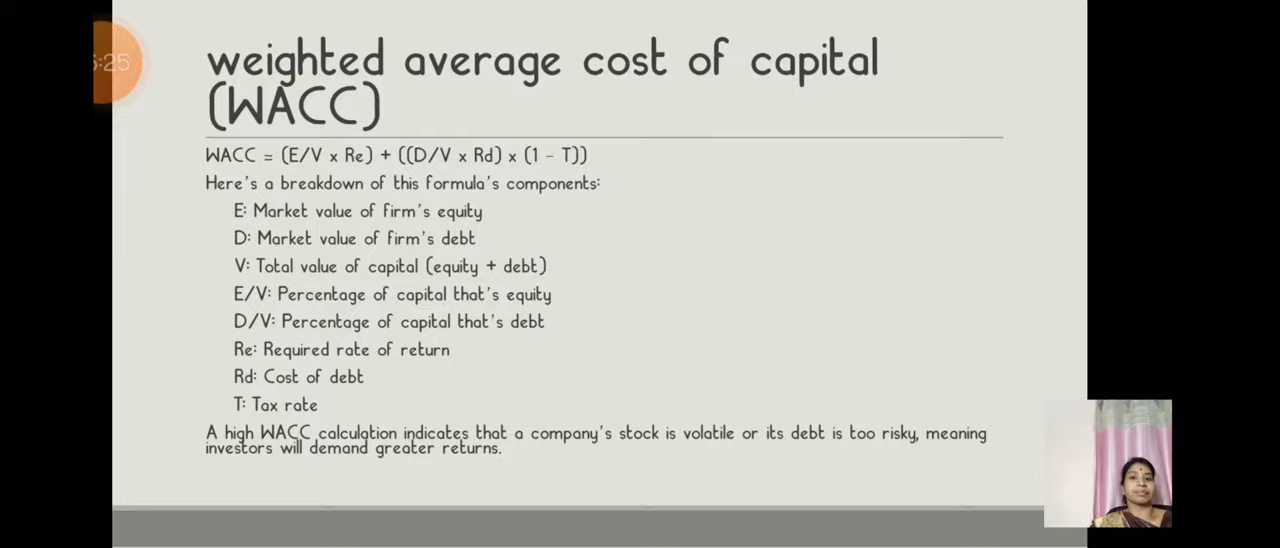 :25
weighted average cost of capital
(WACC)
WACC = (E/V x Re) + ((D/V x Rd) x (1 - T))
Here's a breakdown of this formula's components:
E: Market value of firm's equity
D: Market value of firm's debt
V: Total value of capital (equity + debt)
E/V: Percentage of capital that's equity
D/V: Percentage of capital that's debt
Re: Required rate of return
Rd: Cost of debt
T: Tax rate
A high WACC calculation indicates that a company's stock is volatile or its debt is too risky, meaning
investors will demand greater returns.